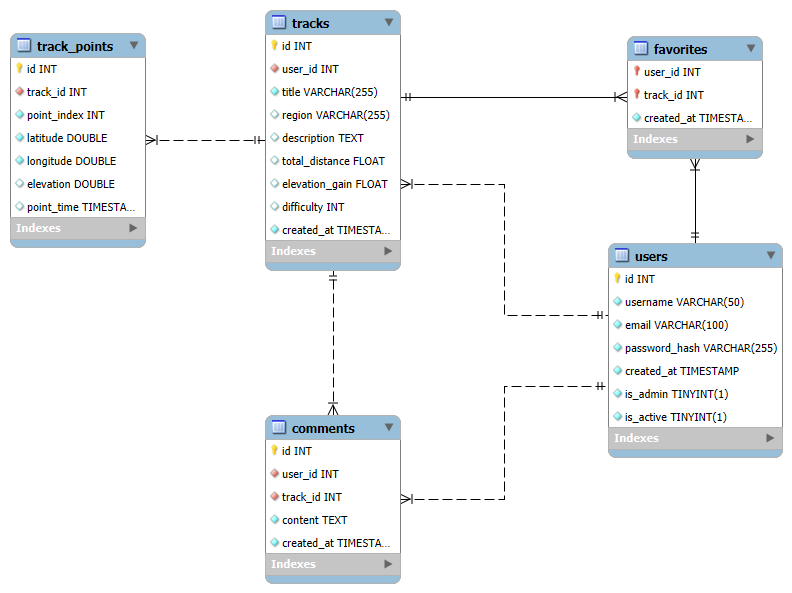 track_points
id INT
track_id INT
point_index INT
latitude DOUBLE
longitude DOUBLE
elevation DOUBLE
point_time TIMESTA...
Indexes
tracks
id INT
user_id INT
title VARCHAR(255)
region VARCHAR(255)
description TEXT
total_distance FLOAT
elevation_gain FLOAT
difficulty INT
created_at TIMESTA...
Indexes
favorites
user_id INT
track_id INT
created_at TIMESTA...
Indexes
users
id INT
username VARCHAR(50)
email VARCHAR(100)
password_hash VARCHAR(255)
created_at TIMESTAMP
is_admin TINYINT(1)
is_active TINYINT(1)
Indexes
comments
id INT
user_id INT
track_id INT
content TEXT
created_at TIMESTA...
Indexes